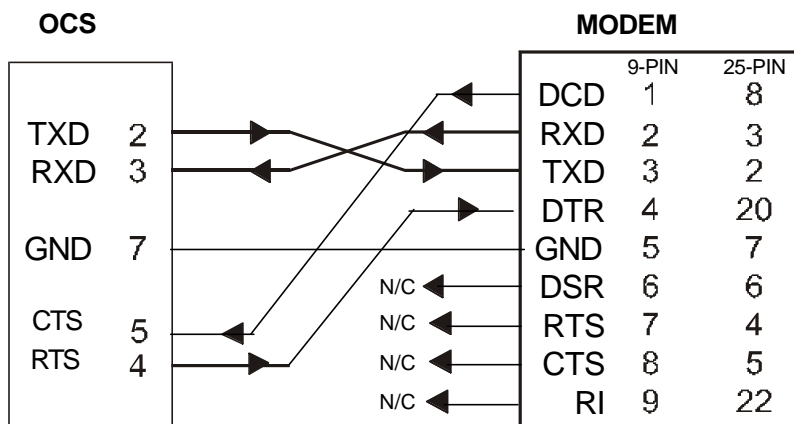 OCS MODEM
9-PIN 25-PIN
DCD 1 8
TXD 2 RXD 2 3
RXD 3 TXD 3 2
DTR 4 20
GND 7 GND 5 7
N/C DSR 6 6
CTS 5 N/C RTS 7 4
RTS 4 N/C CTS 8 5
N/C RI 9 22